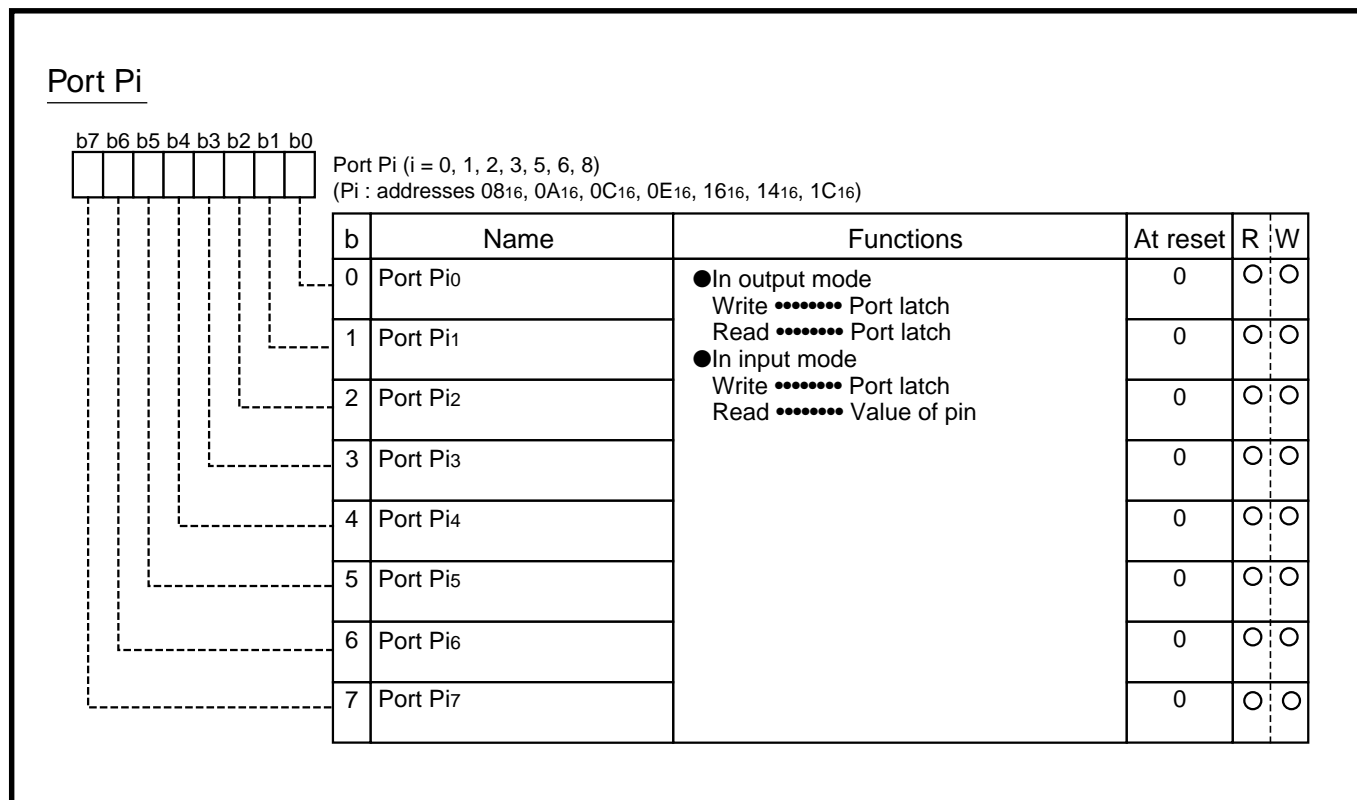 Port Pi
b7 b6 b5 b4 b3 b2 b1 b0
Port Pi (i = 0, 1, 2, 3, 5, 6, 8)
(Pi : addresses 0816, 0A16, 0C16, 0E16, 1616, 1416, 1C16)
b Name Functions At reset R W
0 Port Pi0 ●In output mode 0 ○ ○
Write •••••••• Port latch
Read •••••••• Port latch
1 Port Pi1 0 ○ ○
●In input mode
Write •••••••• Port latch
2 Port Pi2 0 ○ ○
Read •••••••• Value of pin
3 Port Pi3 0 ○ ○
4 Port Pi4 0 ○ ○
5 Port Pi5 0 ○ ○
6 Port Pi6 0 ○ ○
7 Port Pi7 0 ○ ○